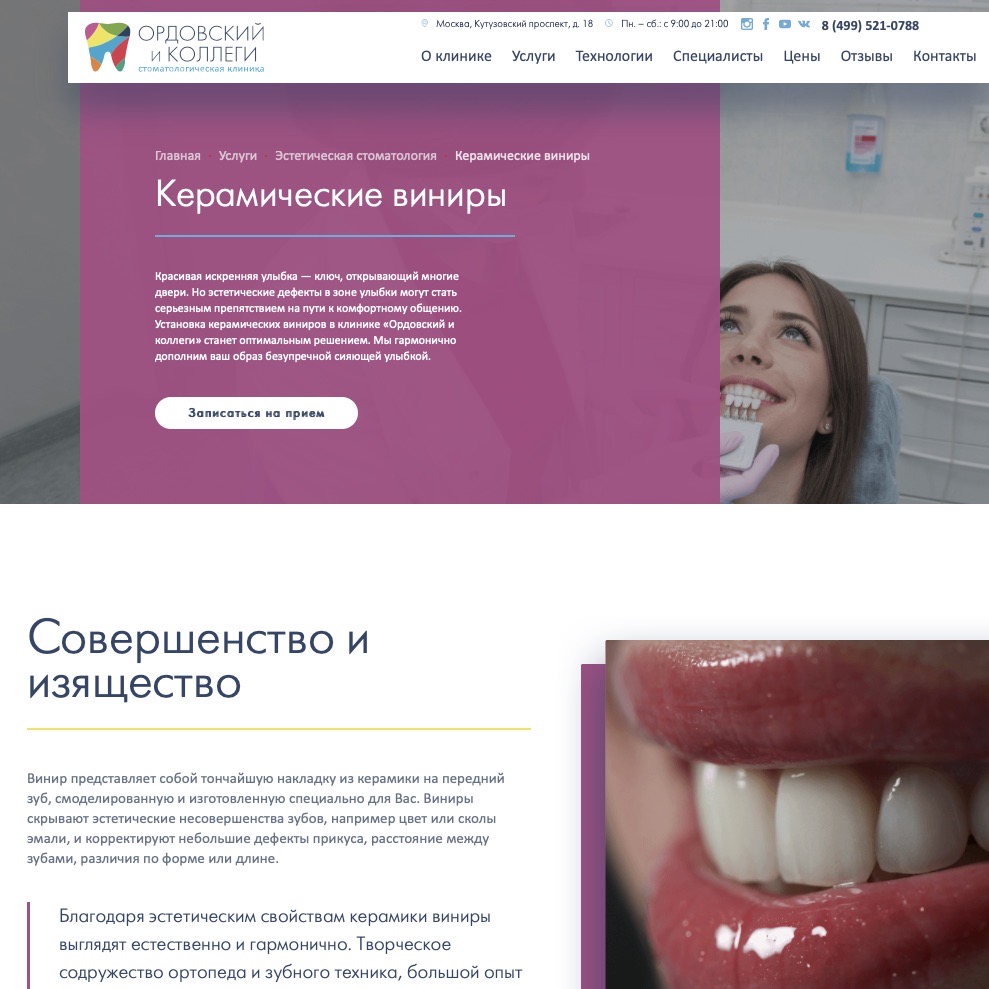 ОРДОВСКИЙ
и КОЛЛЕГИ
стоматологическая клиника
Москва, Кутузовский проспект, д. 18
Пн. – сб.: с 9:00 до 21:00
8 (499) 521-0788
О клинике Услуги Технологии Специалисты Цены Отзывы Контакты
Главная Услуги Эстетическая стоматология Керамические виниры
Керамические виниры
Красивая искренняя улыбка — ключ, открывающий многие
двери. Но эстетические дефекты в зоне улыбки могут стать
серьезным препятствием на пути к комфортному общению.
Установка керамических виниров в клинике «Ордовский и
коллеги» станет оптимальным решением. Мы гармонично
дополним ваш образ безупречной сияющей улыбкой.
Записаться на прием
Совершенство и
изящество
Винир представляет собой тончайшую накладку из керамики на передний
зуб, смоделированную и изготовленную специально для Вас. Виниры
скрывают эстетические несовершенства зубов, например цвет или сколы
эмали, и корректируют небольшие дефекты прикуса, расстояние между
зубами, различия по форме или длине.
Благодаря эстетическим свойствам керамики виниры
выглядят естественно и гармонично. Творческое
содружество ортопеда и зубного техника, большой опыт